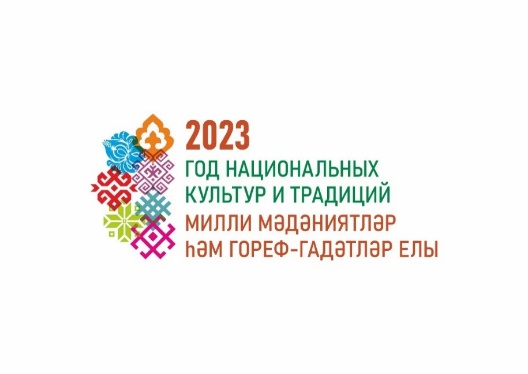 2023
ГОД НАЦИОНАЛЬНЫХ
КУЛЬТУР И ТРАДИЦИЙ
МИЛЛИ МӘДӘНИЯТЛӘР
һӘМ ГОРЕФ-ГАДӘТЛӘР ЕЛЫ